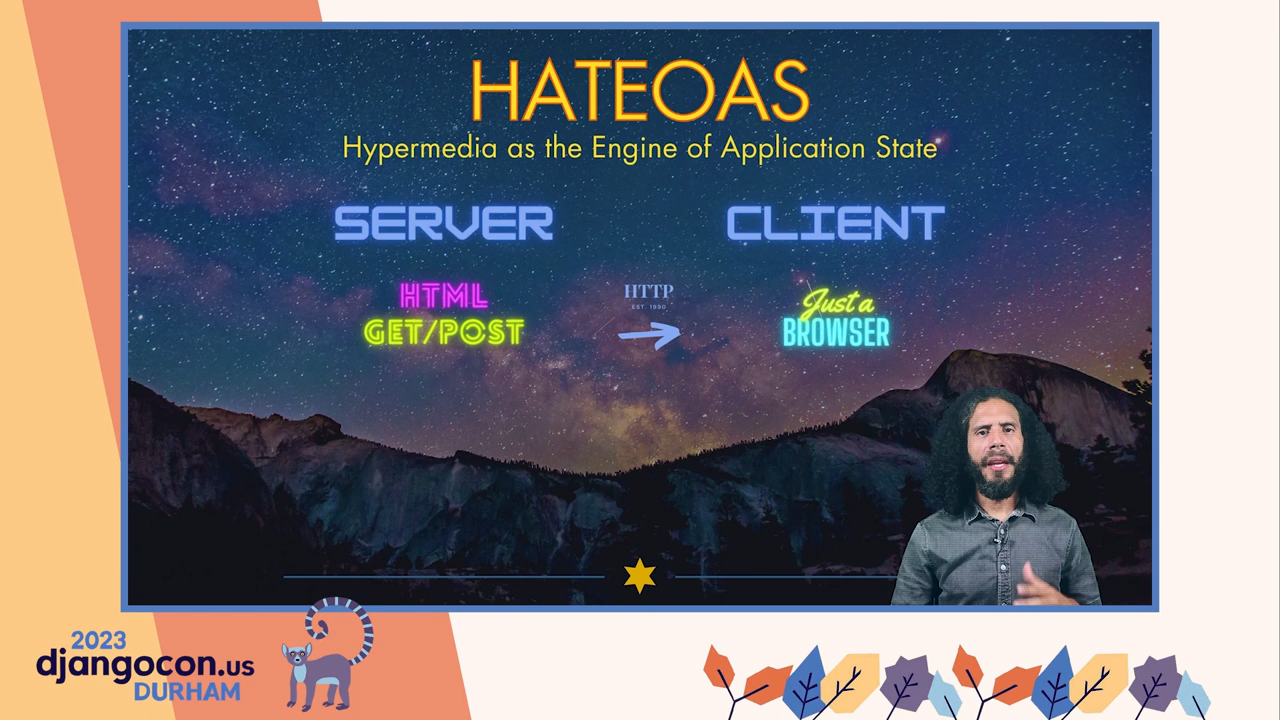 HATEOAS
Hypermedia as the Engine of Application State
SERVER
CLIENT
HTML
GET/POST
HTTP
EST. 1990
Just a
BROWSER
2023
djangocon.us
DURHAM